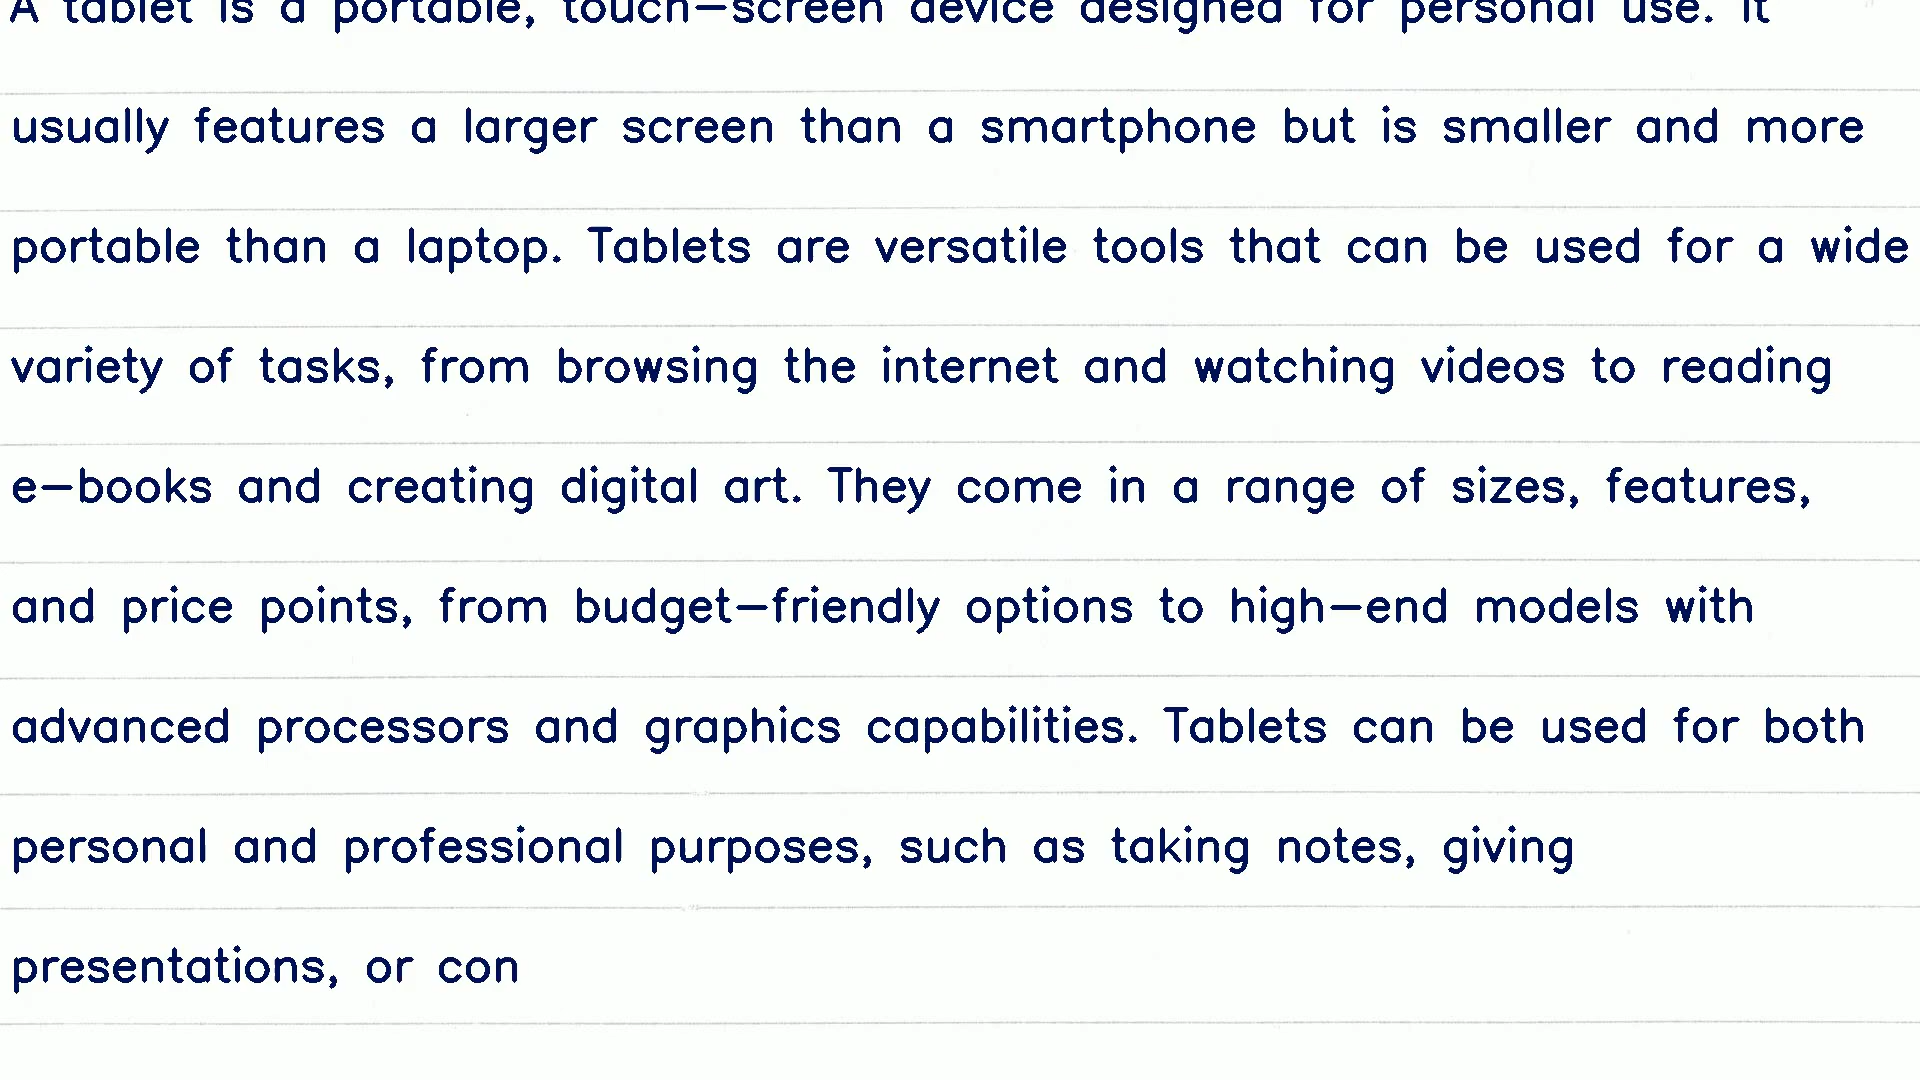 A tablet is a portable, touch-screen device designed for personal use. It
usually features a larger screen than a smartphone but is smaller and more
portable than a laptop. Tablets are versatile tools that can be used for a wide
variety of tasks, from browsing the internet and watching videos to reading
e-books and creating digital art. They come in a range of sizes, features,
and price points, from budget-friendly options to high-end models with
advanced processors and graphics capabilities. Tablets can be used for both
personal and professional purposes, such as taking notes, giving
presentations, or con